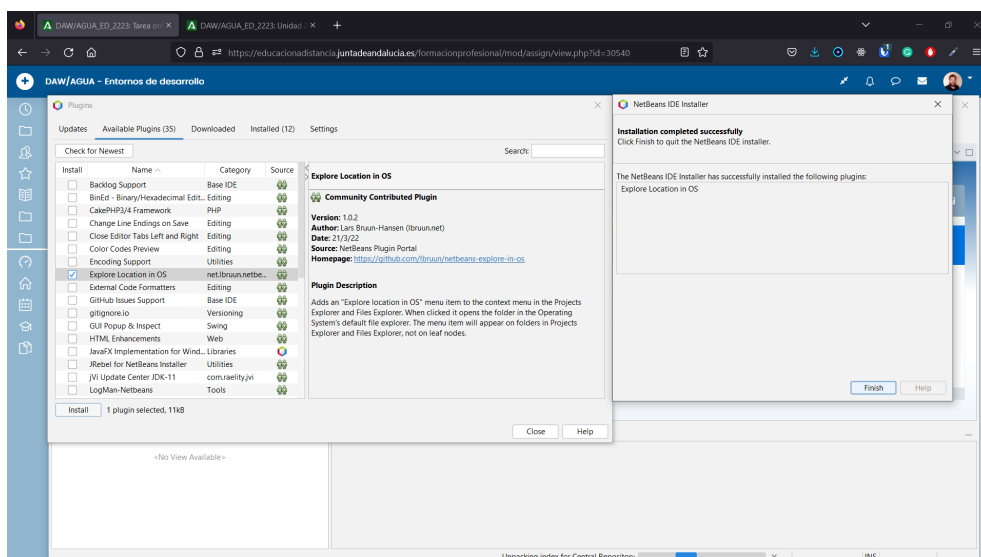 DAW/AGUA_ED_2223: Tarea on
DAW/AGUA_ED_2223: Unidad
https://educacionadistancia.juntadeandalucia.es/formacionprofesional/mod/assign/view.php?id=30540
DAW/AGUA - Entornos de desarrollo
Plugins
Updates Available Plugins (35) Downloaded Installed (12) Settings
Check for Newest Search:
Install Name Category Source
Backlog Support Base IDE
BinEd - Binary/Hexadecimal Edit... Editing
CakePHP3/4 Framework PHP
Change Line Endings on Save Editing
Close Editor Tabs Left and Right Editing
Color Codes Preview Editing
Encoding Support Utilities
Explore Location in OS net.lbruun.netbe...
External Code Formatters Editing
GitHub Issues Support Base IDE
gitignore.io Versioning
GUI Popup & Inspect Swing
HTML Enhancements Web
JavaFX Implementation for Wind... Libraries
JRebel for NetBeans Installer Utilities
jVi Update Center JDK-11 com.raelity.jvi
LogMan-Netbeans Tools
Explore Location in OS
Community Contributed Plugin
Version: 1.0.2
Author: Lars Bruun-Hansen (lbruun.net)
Date: 21/3/22
Source: NetBeans Plugin Portal
Homepage: https://github.com/lbruun/netbeans-explore-in-os
Plugin Description
Adds an "Explore location in OS" menu item to the context menu in the Projects
Explorer and Files Explorer. When clicked it opens the folder in the Operating
System's default file explorer. The menu item will appear on folders in Projects
Explorer and Files Explorer, not on leaf nodes.
Install 1 plugin selected, 11kB
Close Help
NetBeans IDE Installer
Installation completed successfully
Click Finish to quit the NetBeans IDE installer.
The NetBeans IDE Installer has successfully installed the following plugins:
Explore Location in OS
Finish Help
<No View Available>
Unpacking index for Central Repository: INS